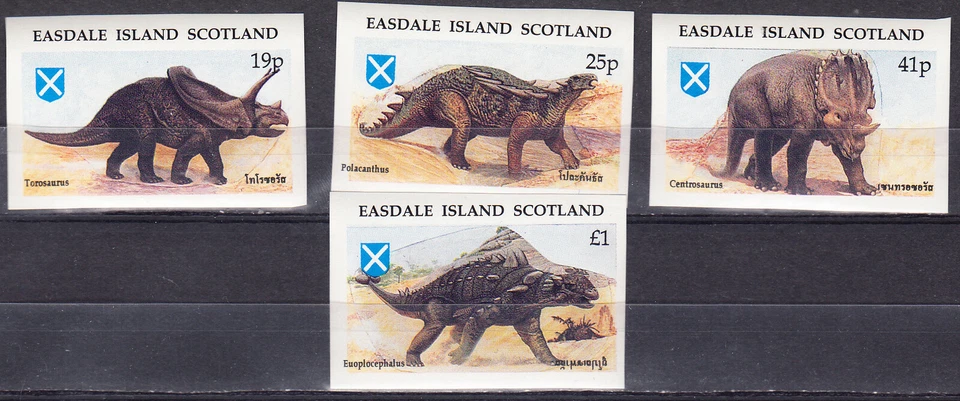 EASDALE ISLAND SCOTLAND
19p
Torosaurus
โทโรซอรัส
EASDALE ISLAND SCOTLAND
25p
Polacanthus
โปละคันธัส
EASDALE ISLAND SCOTLAND
41p
Centrosaurus
เซนทรอซอรัส
EASDALE ISLAND SCOTLAND
£1
Euoplocephalus